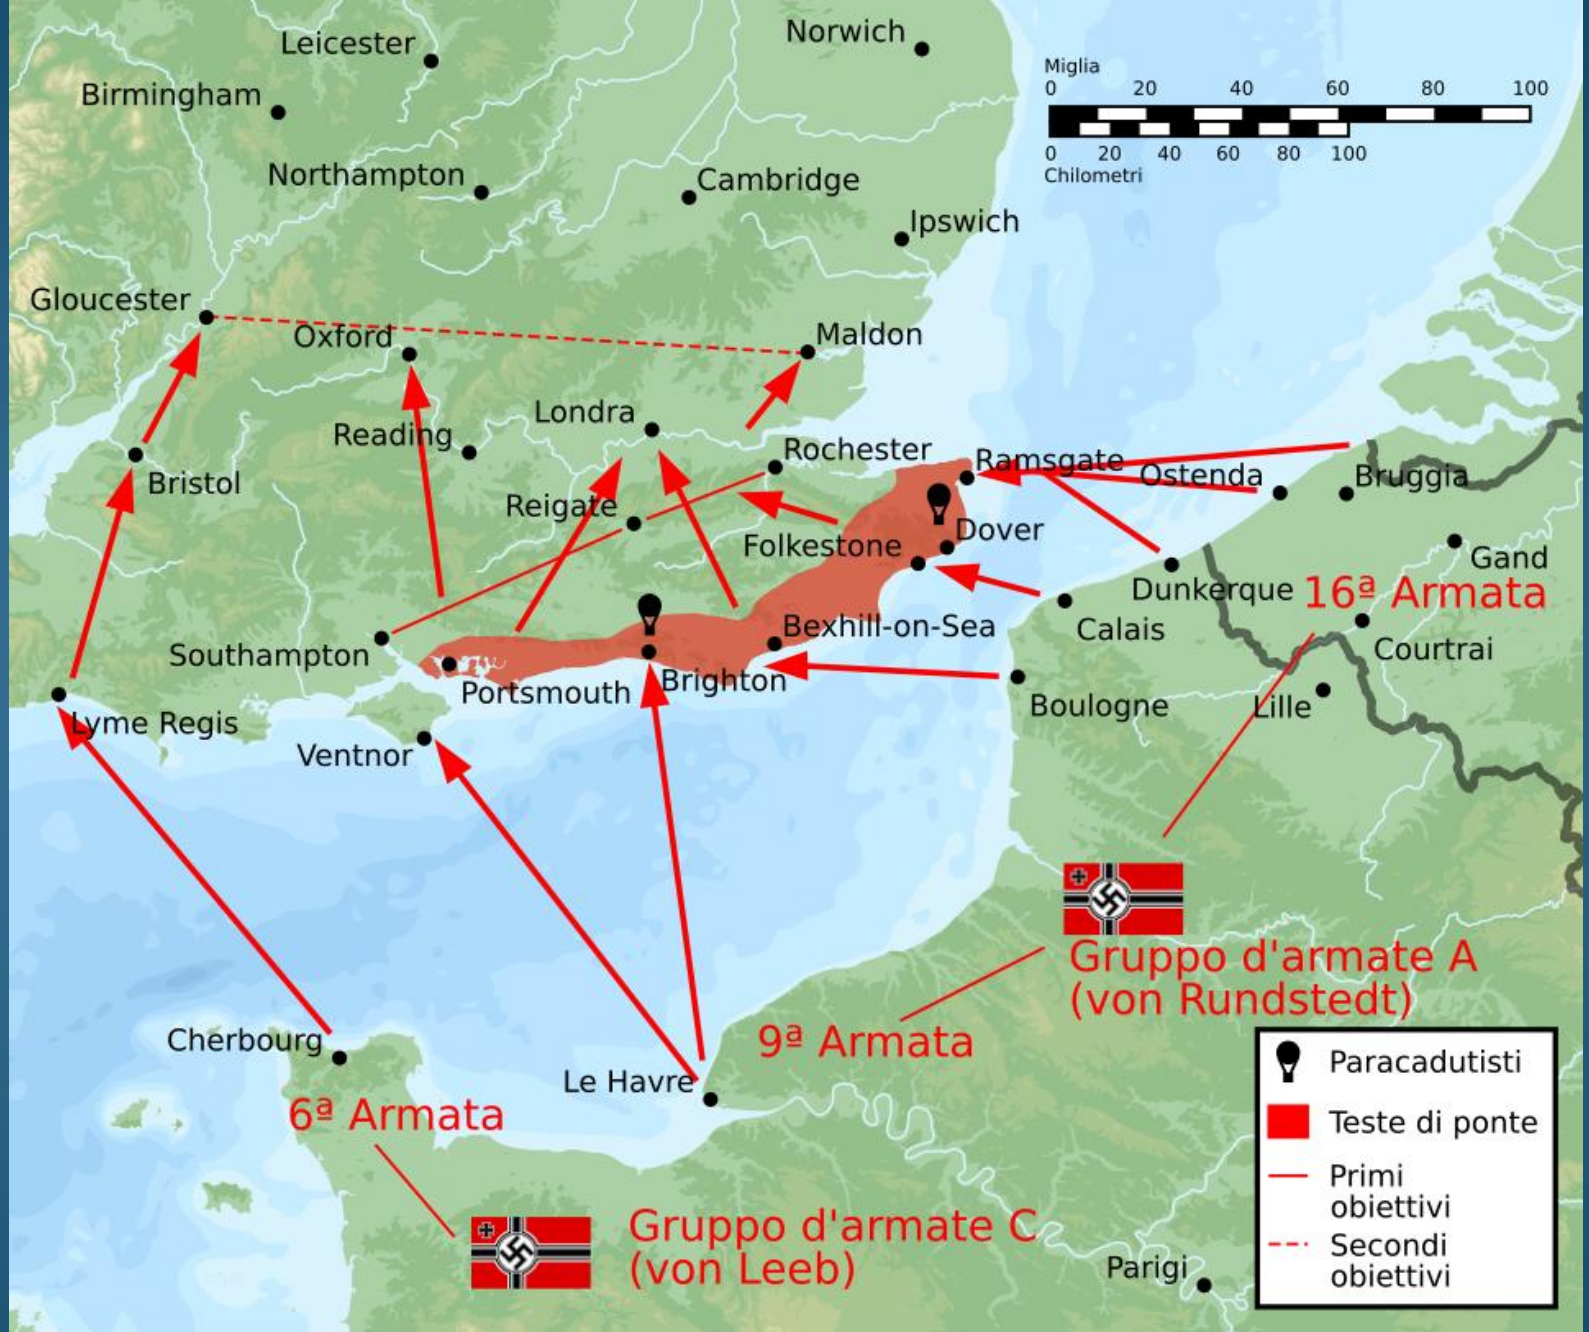 Leicester
Norwich
Miglia
0 20 40 60 80 100
0 20 40 60 80 100
Chilometri
Birmingham
Northampton
Cambridge
Ipswich
Gloucester
Oxford
Maldon
Londra
Reading
Rochester
Ramsgate
Ostenda
Bruggia
Bristol
Reigate
Dover
Folkestone
Gand
Dunkerque
16ª Armata
Calais
Courtrai
Bexhill-on-Sea
Southampton
Portsmouth
Brighton
Boulogne
Lille
Lyme Regis
Ventnor
Gruppo d'armate A
(von Rundstedt)
9ª Armata
Cherbourg
Le Havre
6ª Armata
Gruppo d'armate C
(von Leeb)
Parigi
Paracadutisti
Teste di ponte
Primi
obiettivi
Secondi
obiettivi